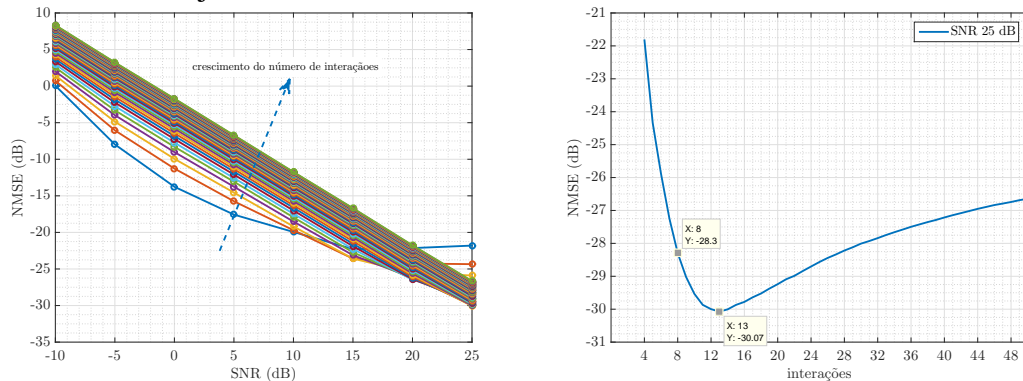 10
5
0
-5
-10
-15
-20
-25
-30
-35
-10 -5 0 5 10 15 20 25
NMSE (dB)
SNR (dB)
crescimento do número de interaçãoes
-21
-22
-23
-24
-25
-26
-27
-28
-29
-30
-31
4 8 12 16 20 24 28 32 36 40 44 48
NMSE (dB)
interações
SNR 25 dB
X: 8
Y: -28.3
X: 13
Y: -30.07